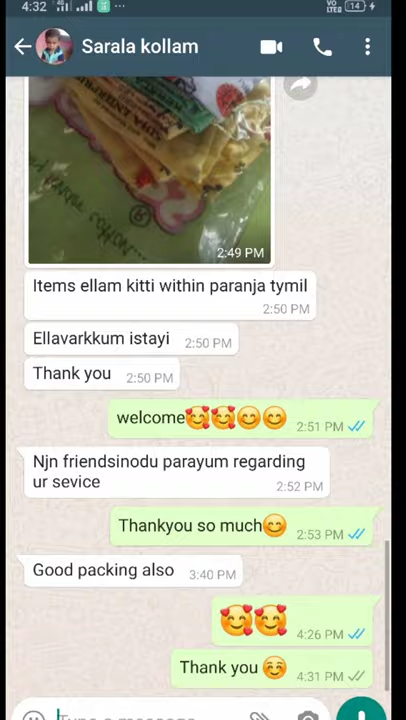 4:32
14
Sarala kollam
2:49 PM
Items ellam kitti within paranja tymil
2:50 PM
Ellavarkkum istayi 2:50 PM
Thank you 2:50 PM
welcome🥰🥰😊😊 2:51 PM
Njn friendsinodu parayum regarding
ur sevice
2:52 PM
Thankyou so much😊 2:53 PM
Good packing also 3:40 PM
🥰🥰
4:26 PM
Thank you ☺️ 4:31 PM
Type a message